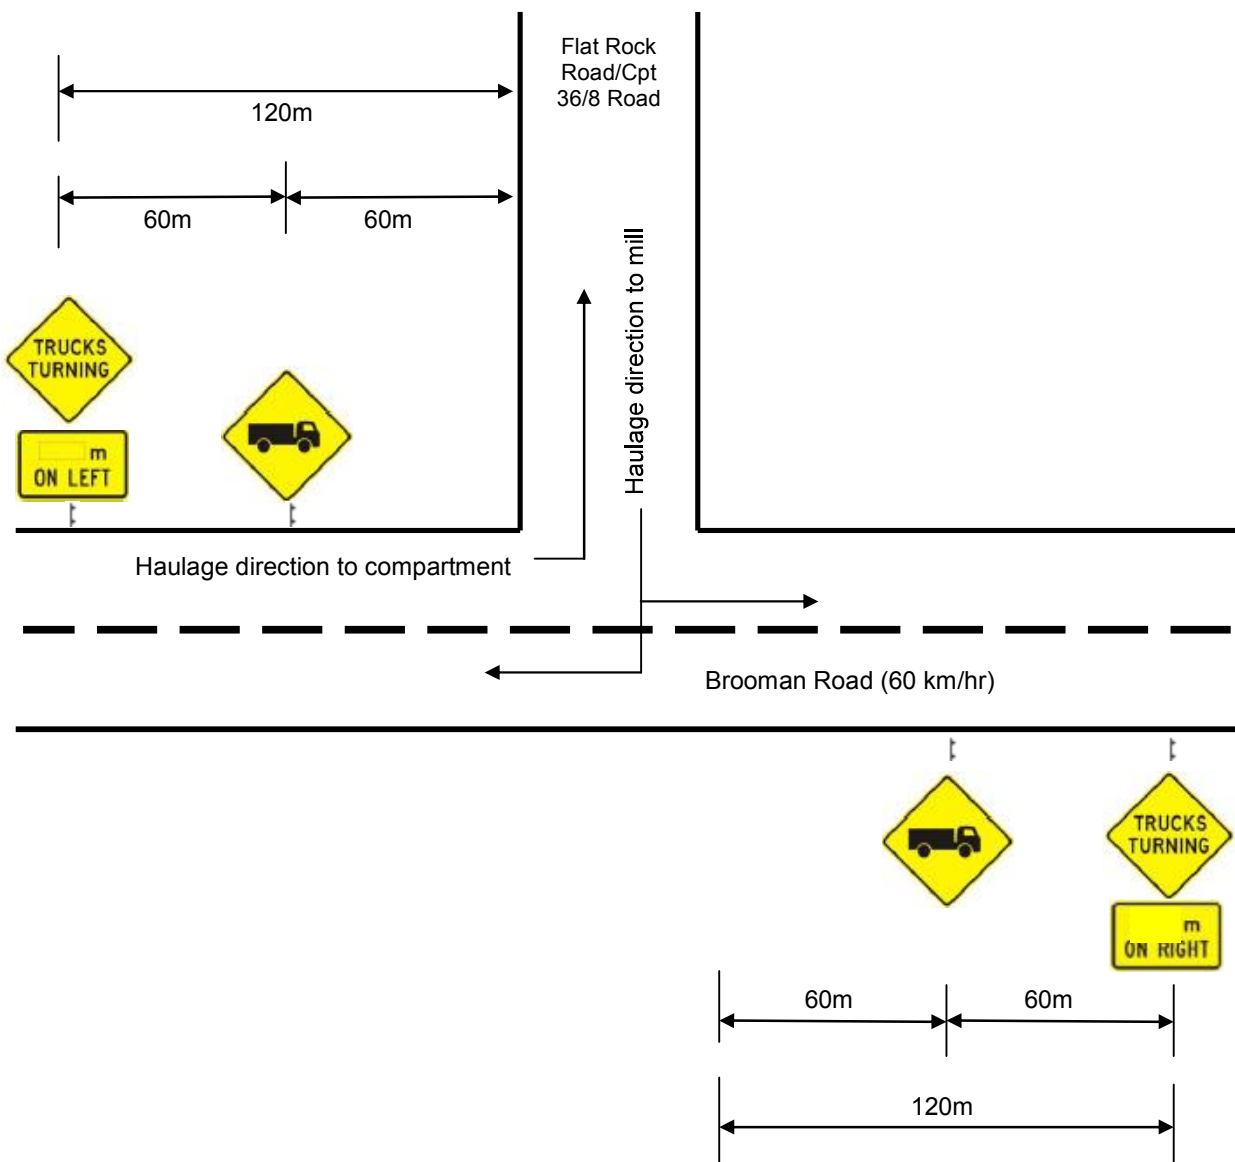 Flat Rock
Road/Cpt
36/8 Road
120m
60m
60m
Haulage direction to mill
TRUCKS
TURNING
m
ON LEFT
Haulage direction to compartment
Brooman Road (60 km/hr)
TRUCKS
TURNING
m
ON RIGHT
60m
60m
120m